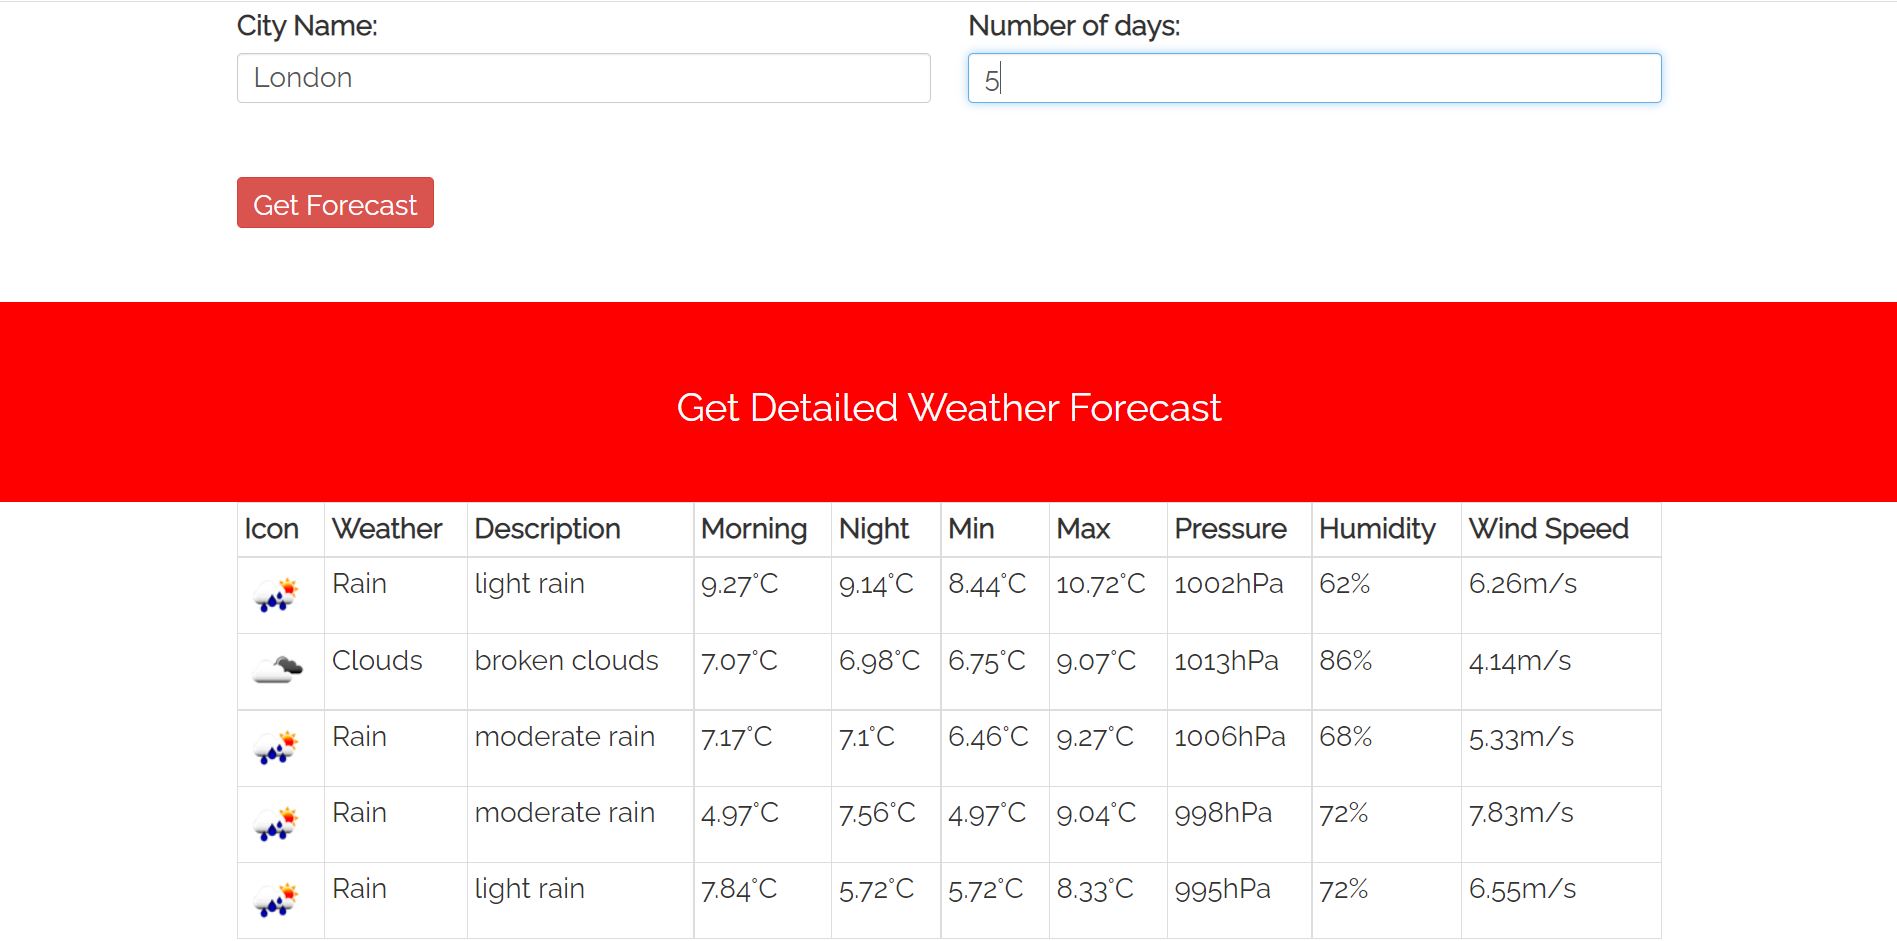 City Name: Number of days:
London 5
Get Forecast
Get Detailed Weather Forecast
Icon Weather Description Morning Night Min Max Pressure Humidity Wind Speed
Rain light rain 9.27°C 9.14°C 8.44°C 10.72°C 1002hPa 62% 6.26m/s
Clouds broken clouds 7.07°C 6.98°C 6.75°C 9.07°C 1013hPa 86% 4.14m/s
Rain moderate rain 7.17°C 7.1°C 6.46°C 9.27°C 1006hPa 68% 5.33m/s
Rain moderate rain 4.97°C 7.56°C 4.97°C 9.04°C 998hPa 72% 7.83m/s
Rain light rain 7.84°C 5.72°C 5.72°C 8.33°C 995hPa 72% 6.55m/s